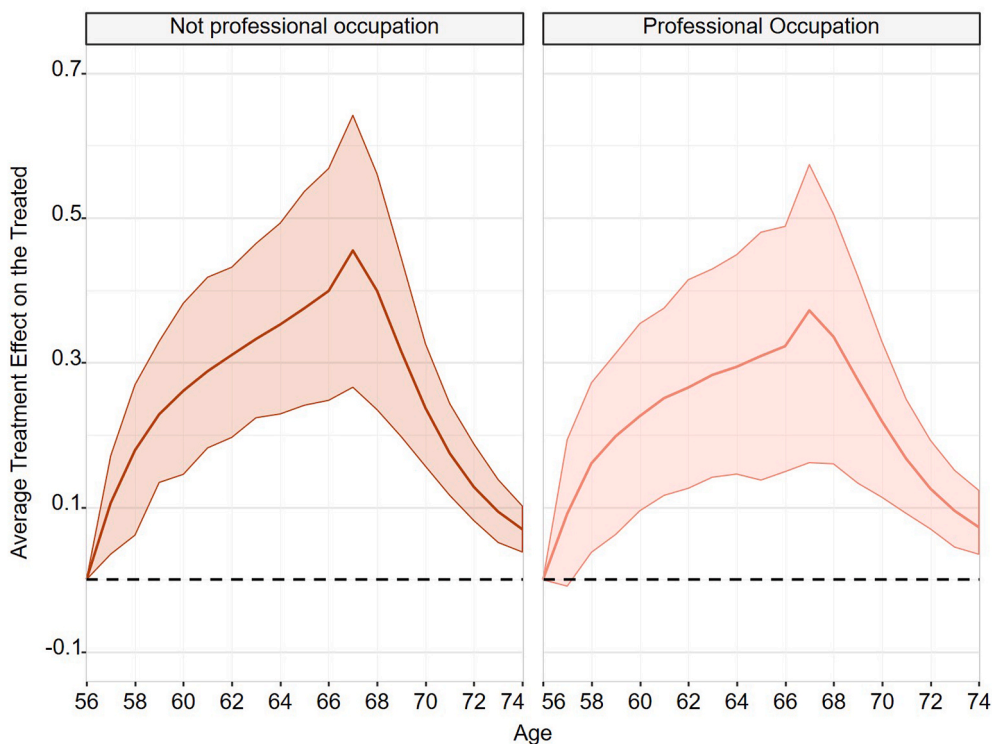 Not professional occupation
Professional Occupation
Average Treatment Effect on the Treated
0.7
0.5
0.3
0.1
-0.1
56 58 60 62 64 66 68 70 72 74
56 58 60 62 64 66 68 70 72 74
Age